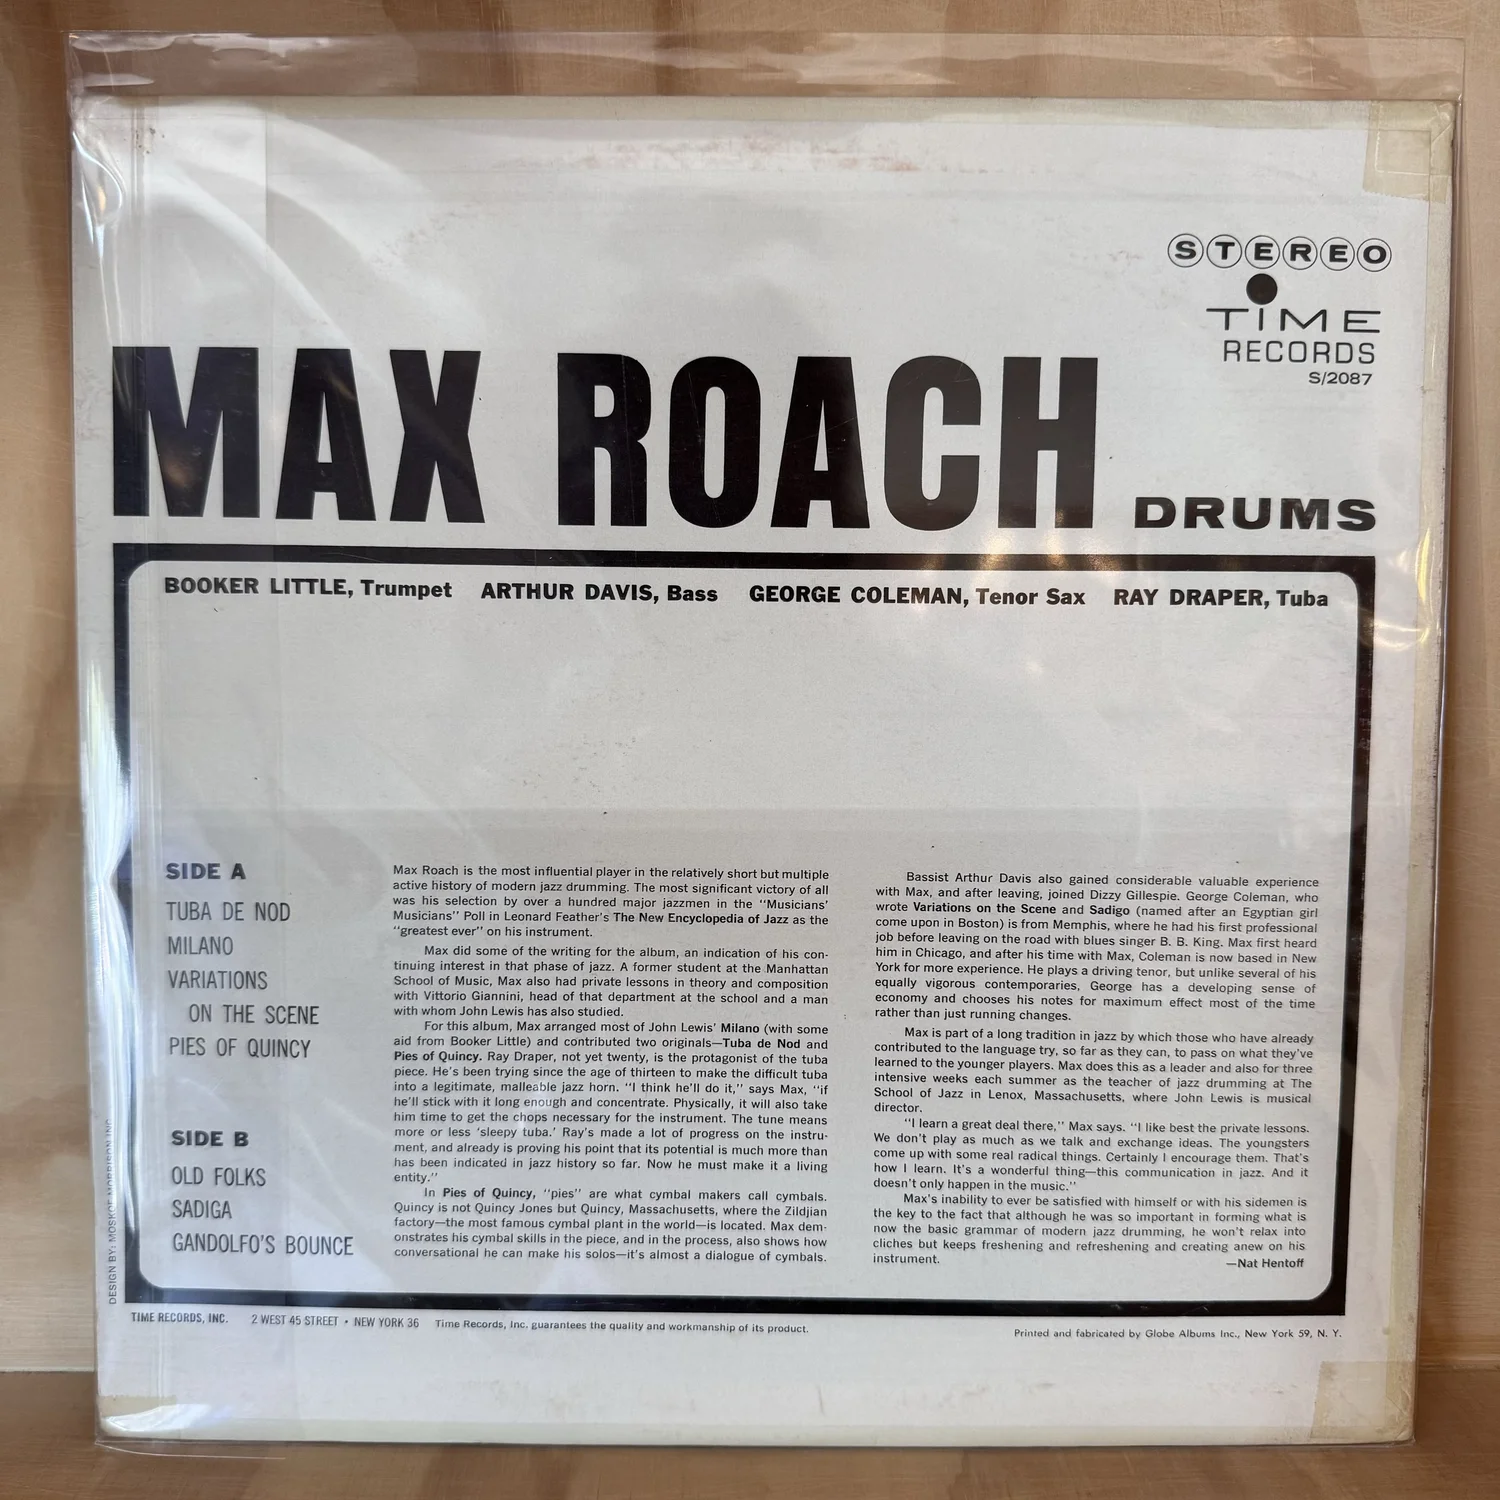 STEREO
TIME
RECORDS
S/2087
MAX ROACH DRUMS
BOOKER LITTLE, Trumpet ARTHUR DAVIS, Bass GEORGE COLEMAN, Tenor Sax RAY DRAPER, Tuba
SIDE A
TUBA DE NOD
MILANO
VARIATIONS
ON THE SCENE
PIES OF QUINCY
SIDE B
OLD FOLKS
SADIGA
GANDOLFO'S BOUNCE
Max Roach is the most influential player in the relatively short but multiple
active history of modern jazz drumming. The most significant victory of all
was his selection by over a hundred major jazzmen in the "Musicians'
Musicians" Poll in Leonard Feather's The New Encyclopedia of Jazz as the
"greatest ever" on his instrument.
Max did some of the writing for the album, an indication of his con-
tinuing interest in that phase of jazz. A former student at the Manhattan
School of Music, Max also had private lessons in theory and composition
with Vittorio Giannini, head of that department at the school and a man
with whom John Lewis has also studied.
For this album, Max arranged most of John Lewis' Milano (with some
aid from Booker Little) and contributed two originals—Tuba de Nod and
Pies of Quincy. Ray Draper, not yet twenty, is the protagonist of the tuba
piece. He's been trying since the age of thirteen to make the difficult tuba
into a legitimate, malleable jazz horn. "I think he'll do it," says Max, "if
he'll stick with it long enough and concentrate. Physically, it will also take
him time to get the chops necessary for the instrument. The tune means
more or less 'sleepy tuba.' Ray's made a lot of progress on the instru-
ment, and already is proving his point that its potential is much more than
has been indicated in jazz history so far. Now he must make it a living
entity."
In Pies of Quincy, "pies" are what cymbal makers call cymbals.
Quincy is not Quincy Jones but Quincy, Massachusetts, where the Zildjian
factory—the most famous cymbal plant in the world—is located. Max dem-
onstrates his cymbal skills in the piece, and in the process, also shows how
conversational he can make his solos—it's almost a dialogue of cymbals.
Bassist Arthur Davis also gained considerable valuable experience
with Max, and after leaving, joined Dizzy Gillespie. George Coleman, who
wrote Variations on the Scene and Sadigo (named after an Egyptian girl
come upon in Boston) is from Memphis, where he had his first professional
job before leaving on the road with blues singer B. B. King. Max first heard
him in Chicago, and after his time with Max, Coleman is now based in New
York for more experience. He plays a driving tenor, but unlike several of his
equally vigorous contemporaries, George has a developing sense of
economy and chooses his notes for maximum effect most of the time
rather than just running changes.
Max is part of a long tradition in jazz by which those who have already
contributed to the language try, so far as they can, to pass on what they've
learned to the younger players. Max does this as a leader and also for three
intensive weeks each summer as the teacher of jazz drumming at The
School of Jazz in Lenox, Massachusetts, where John Lewis is musical
director.
"I learn a great deal there," Max says. "I like best the private lessons.
We don't play as much as we talk and exchange ideas. The youngsters
come up with some real radical things. Certainly I encourage them. That's
how I learn. It's a wonderful thing—this communication in jazz. And it
doesn't only happen in the music."
Max's inability to ever be satisfied with himself or with his sidemen is
the key to the fact that although he was so important in forming what is
now the basic grammar of modern jazz drumming, he won't relax into
cliches but keeps freshening and refreshening and creating anew on his
instrument.
—Nat Hentoff
DESIGN BY: MOSKOF MORRISON INC.
TIME RECORDS, INC. 2 WEST 45 STREET • NEW YORK 36 Time Records, Inc. guarantees the quality and workmanship of its product.
Printed and fabricated by Globe Albums Inc., New York 59, N. Y.